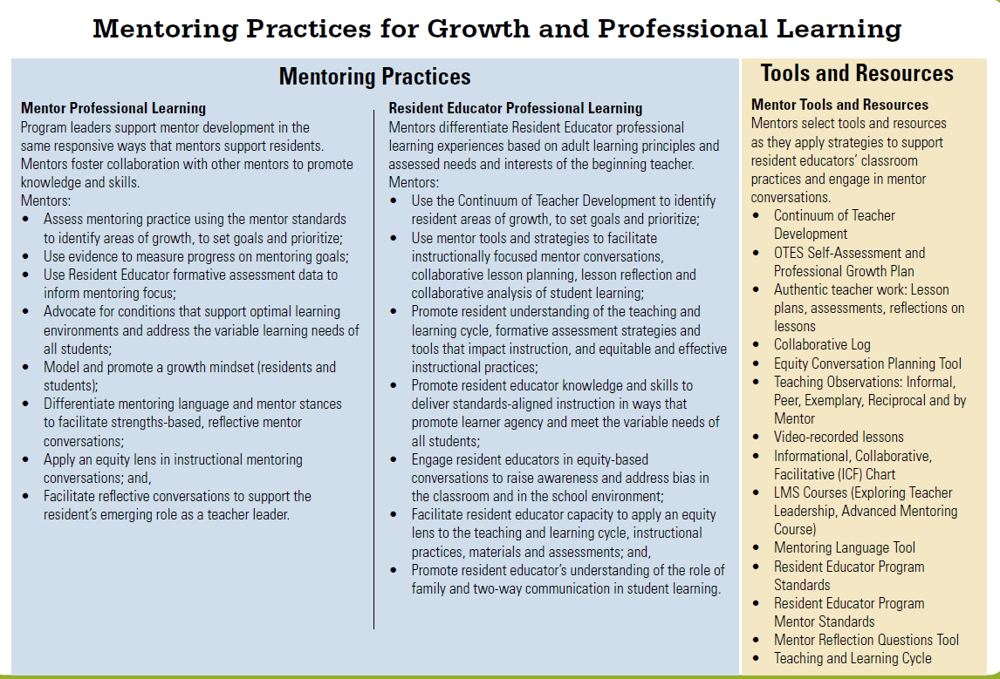 Mentoring Practices for Growth and Professional Learning
Mentoring Practices
Mentor Professional Learning
Program leaders support mentor development in the
same responsive ways that mentors support residents.
Mentors foster collaboration with other mentors to promote
knowledge and skills.
Mentors:
• Assess mentoring practice using the mentor standards
to identify areas of growth, to set goals and prioritize;
• Use evidence to measure progress on mentoring goals;
• Use Resident Educator formative assessment data to
inform mentoring focus;
• Advocate for conditions that support optimal learning
environments and address the variable learning needs of
all students;
• Model and promote a growth mindset (residents and
students);
• Differentiate mentoring language and mentor stances
to facilitate strengths-based, reflective mentor
conversations;
• Apply an equity lens in instructional mentoring
conversations; and,
• Facilitate reflective conversations to support the
resident's emerging role as a teacher leader.
Resident Educator Professional Learning
Mentors differentiate Resident Educator professional
learning experiences based on adult learning principles and
assessed needs and interests of the beginning teacher.
Mentors:
• Use the Continuum of Teacher Development to identify
resident areas of growth, to set goals and prioritize;
• Use mentor tools and strategies to facilitate
instructionally focused mentor conversations,
collaborative lesson planning, lesson reflection and
collaborative analysis of student learning;
• Promote resident understanding of the teaching and
learning cycle, formative assessment strategies and
tools that impact instruction, and equitable and effective
instructional practices;
• Promote resident educator knowledge and skills to
deliver standards-aligned instruction in ways that
promote learner agency and meet the variable needs of
all students;
• Engage resident educators in equity-based
conversations to raise awareness and address bias in
the classroom and in the school environment;
• Facilitate resident educator capacity to apply an equity
lens to the teaching and learning cycle, instructional
practices, materials and assessments; and,
• Promote resident educator's understanding of the role of
family and two-way communication in student learning.
Tools and Resources
Mentor Tools and Resources
Mentors select tools and resources
as they apply strategies to support
resident educators' classroom
practices and engage in mentor
conversations.
• Continuum of Teacher
Development
• OTES Self-Assessment and
Professional Growth Plan
• Authentic teacher work: Lesson
plans, assessments, reflections on
lessons
• Collaborative Log
• Equity Conversation Planning Tool
• Teaching Observations: Informal,
Peer, Exemplary, Reciprocal and by
Mentor
• Video-recorded lessons
• Informational, Collaborative,
Facilitative (ICF) Chart
• LMS Courses (Exploring Teacher
Leadership, Advanced Mentoring
Course)
• Mentoring Language Tool
• Resident Educator Program
Standards
• Resident Educator Program
Mentor Standards
• Mentor Reflection Questions Tool
• Teaching and Learning Cycle